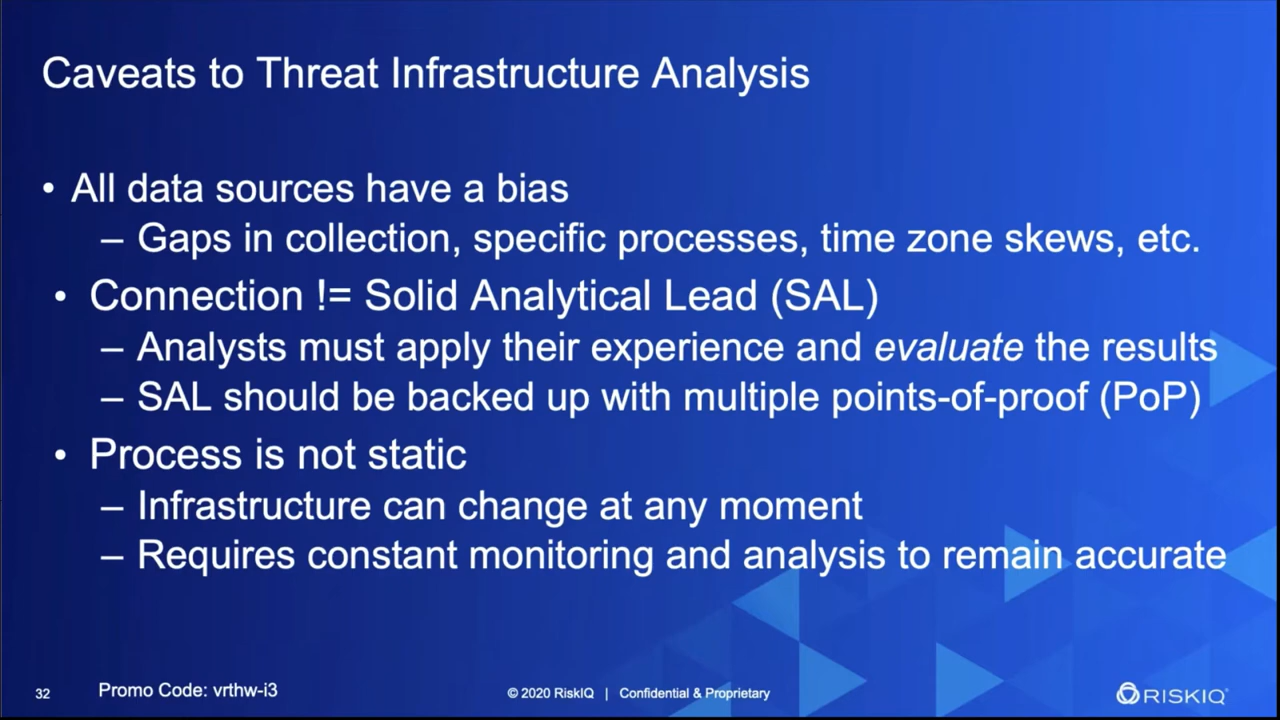 Caveats to Threat Infrastructure Analysis
• All data sources have a bias
– Gaps in collection, specific processes, time zone skews, etc.
• Connection != Solid Analytical Lead (SAL)
– Analysts must apply their experience and evaluate the results
– SAL should be backed up with multiple points-of-proof (PoP)
• Process is not static
– Infrastructure can change at any moment
– Requires constant monitoring and analysis to remain accurate
32 Promo Code: vrthw-i3 © 2020 RiskIQ | Confidential & Proprietary RISKIQ